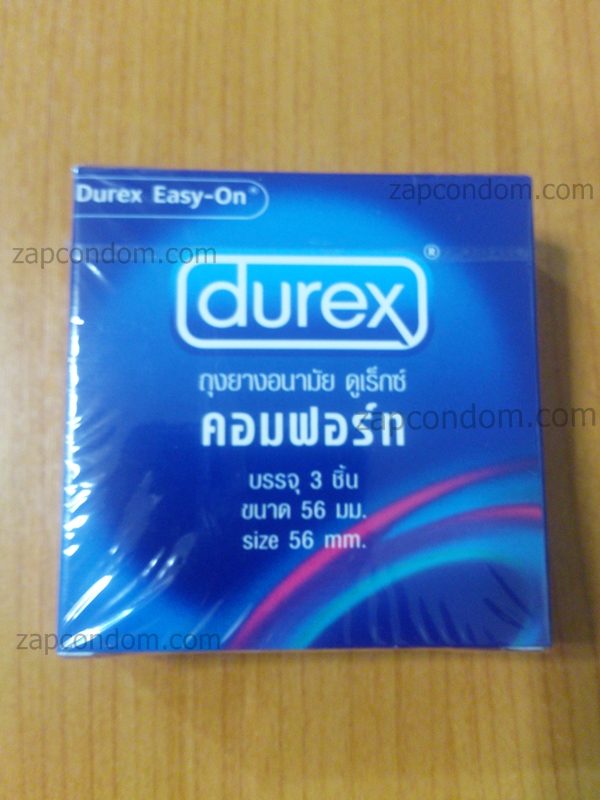 Durex Easy-On®
zapcondom.com
zapcondom.com
durex®
ถุงยางอนามัย ดูเร็กซ์
คอมฟอร์ท
zapcondom.com
บรรจุ 3 ชิ้น
ขนาด 56 มม.
size 56 mm.
zapcondom.com